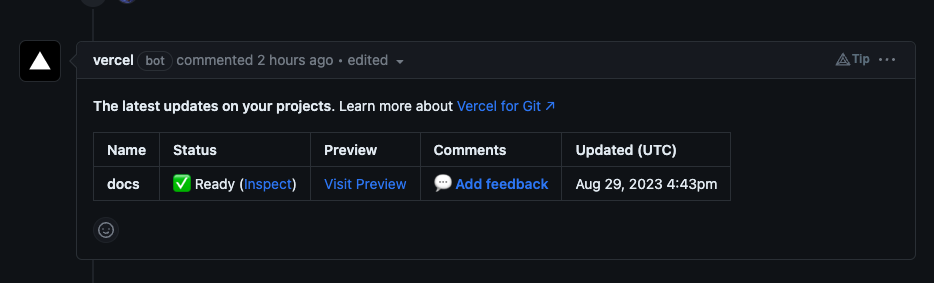 vercel bot commented 2 hours ago • edited
Tip
The latest updates on your projects. Learn more about Vercel for Git ↗
Name Status Preview Comments Updated (UTC)
docs ✅ Ready (Inspect) Visit Preview 💬 Add feedback Aug 29, 2023 4:43pm